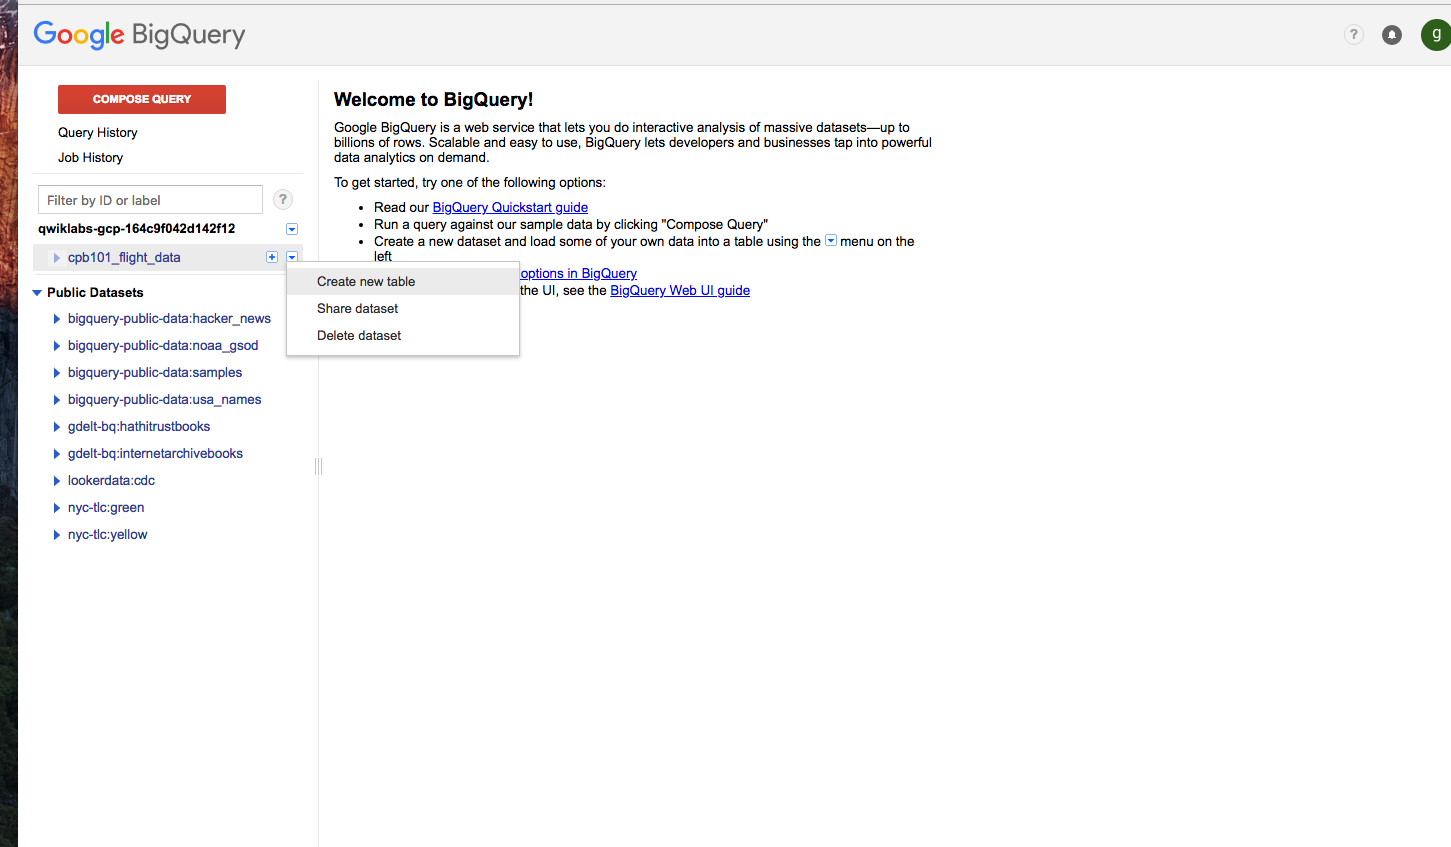 Google BigQuery
?
g
COMPOSE QUERY
Query History
Job History
Filter by ID or label
?
qwiklabs-gcp-164c9f042d142f12
cpb101_flight_data
Create new table
Share dataset
Delete dataset
Public Datasets
bigquery-public-data:hacker_news
bigquery-public-data:noaa_gsod
bigquery-public-data:samples
bigquery-public-data:usa_names
gdelt-bq:hathitrustbooks
gdelt-bq:internetarchivebooks
lookerdata:cdc
nyc-tlc:green
nyc-tlc:yellow
Welcome to BigQuery!
Google BigQuery is a web service that lets you do interactive analysis of massive datasets—up to
billions of rows. Scalable and easy to use, BigQuery lets developers and businesses tap into powerful
data analytics on demand.
To get started, try one of the following options:
• Read our BigQuery Quickstart guide
• Run a query against our sample data by clicking "Compose Query"
• Create a new dataset and load some of your own data into a table using the menu on the
left
options in BigQuery
the UI, see the BigQuery Web UI guide